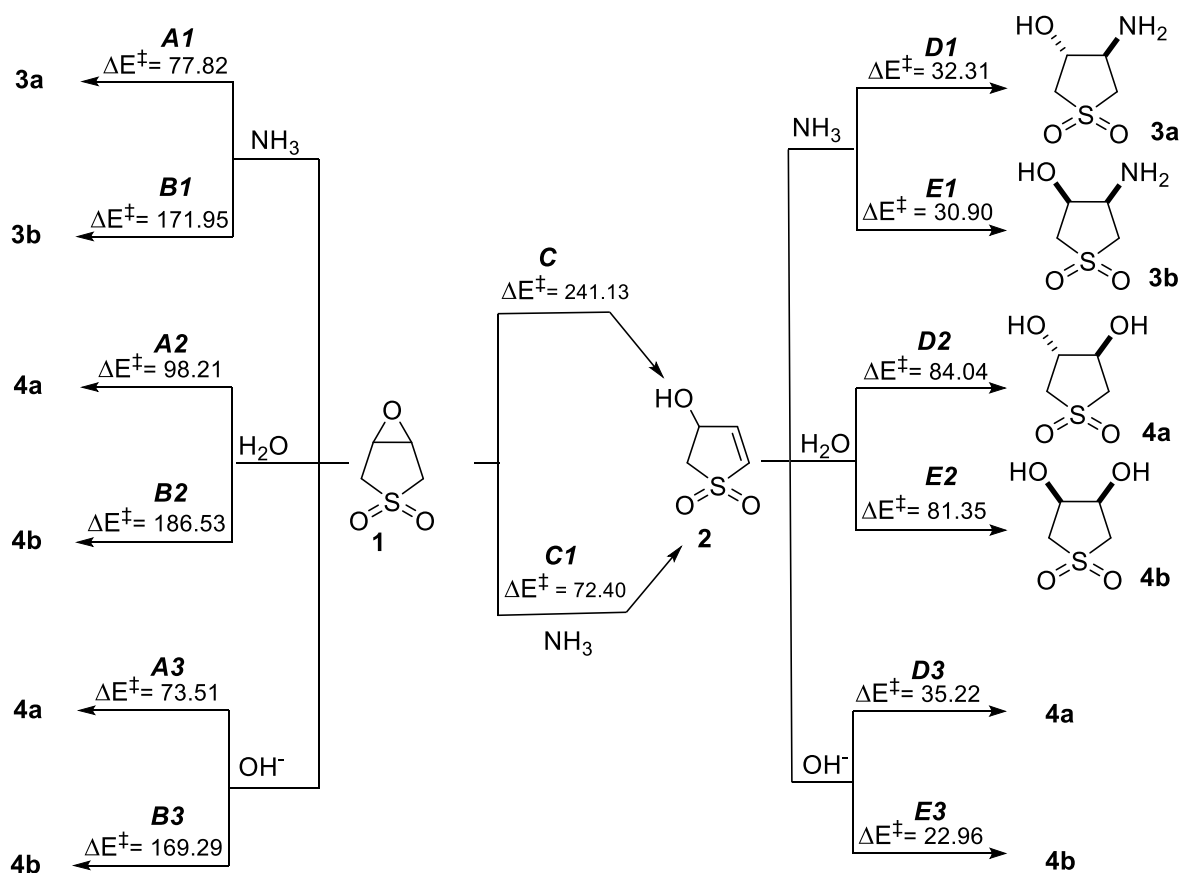 A1
ΔE‡= 77.82
3a
NH3
B1
ΔE‡= 171.95
3b
A2
ΔE‡= 98.21
4a
H2O
B2
ΔE‡= 186.53
4b
A3
ΔE‡= 73.51
4a
OH-
B3
ΔE‡= 169.29
4b
O
S
O
O
1
C
ΔE‡= 241.13
HO
S
O
O
2
C1
ΔE‡ = 72.40
NH3
D1
ΔE‡= 32.31
NH3
E1
ΔE‡ = 30.90
HO
NH2
S
O
O
3a
HO
NH2
S
O
O
3b
D2
ΔE‡= 84.04
H2O
E2
ΔE‡= 81.35
HO
OH
S
O
O
4a
HO
OH
S
O
O
4b
D3
ΔE‡= 35.22
4a
OH-
E3
ΔE‡= 22.96
4b